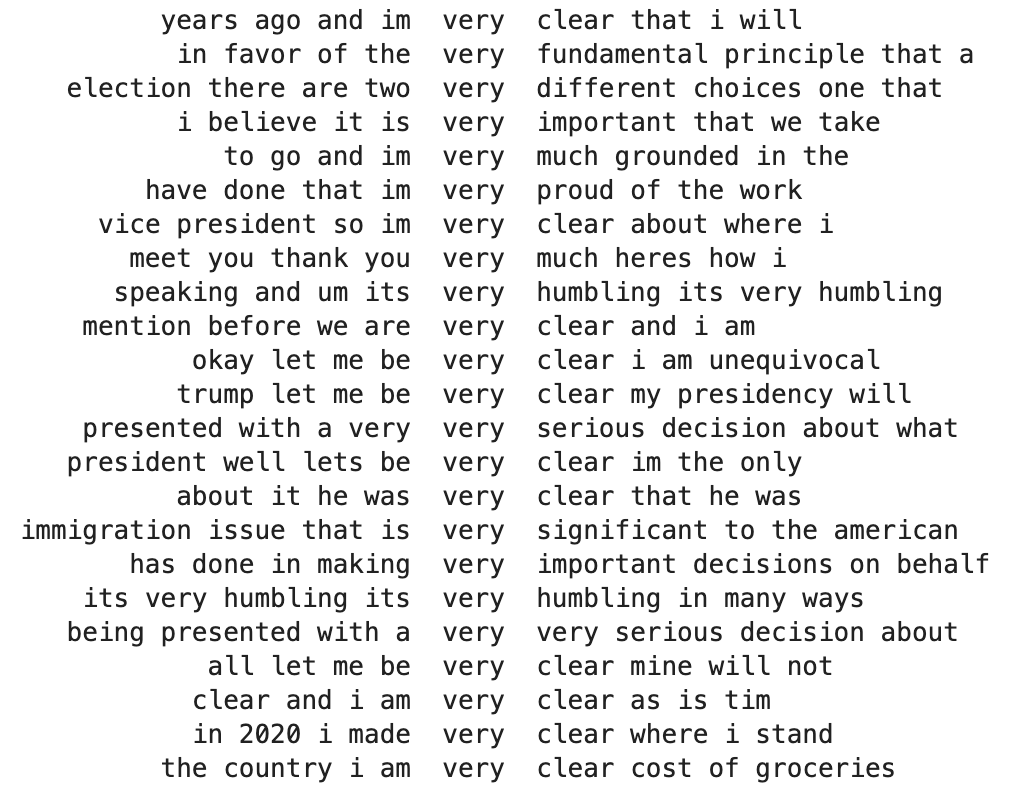 years ago and im very clear that i will
in favor of the very fundamental principle that a
election there are two very different choices one that
i believe it is very important that we take
to go and im very much grounded in the
have done that im very proud of the work
vice president so im very clear about where i
meet you thank you very much heres how i
speaking and um its very humbling its very humbling
mention before we are very clear and i am
okay let me be very clear i am unequivocal
trump let me be very clear my presidency will
presented with a very very serious decision about what
president well lets be very clear im the only
about it he was very clear that he was
immigration issue that is very significant to the american
has done in making very important decisions on behalf
its very humbling its very humbling in many ways
being presented with a very very serious decision about
all let me be very clear mine will not
clear and i am very clear as is tim
in 2020 i made very clear where i stand
the country i am very clear cost of groceries